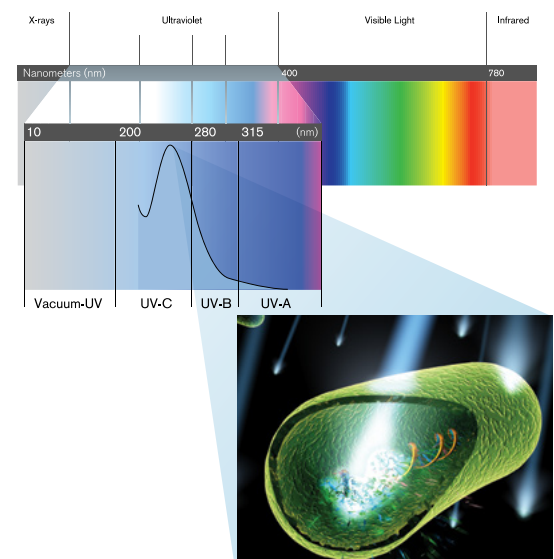 X-rays Ultraviolet Visible Light Infrared
Nanometers (nm) 400 780
10 200 280 315 (nm)
Vacuum-UV UV-C UV-B UV-A